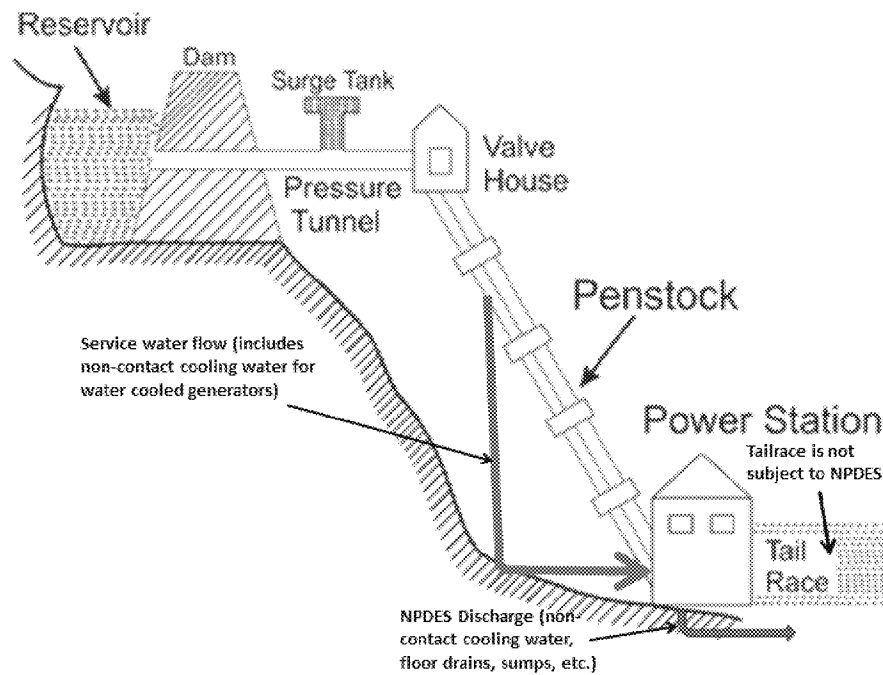 Reservoir
Dam
Surge Tank
Valve
House
Pressure
Tunnel
Penstock
Service water flow (includes
non-contact cooling water for
water cooled generators)
Power Station
Tailrace is not
subject to NPDES
Tail
Race
NPDES Discharge (non-
contact cooling water,
floor drains, sumps, etc.)